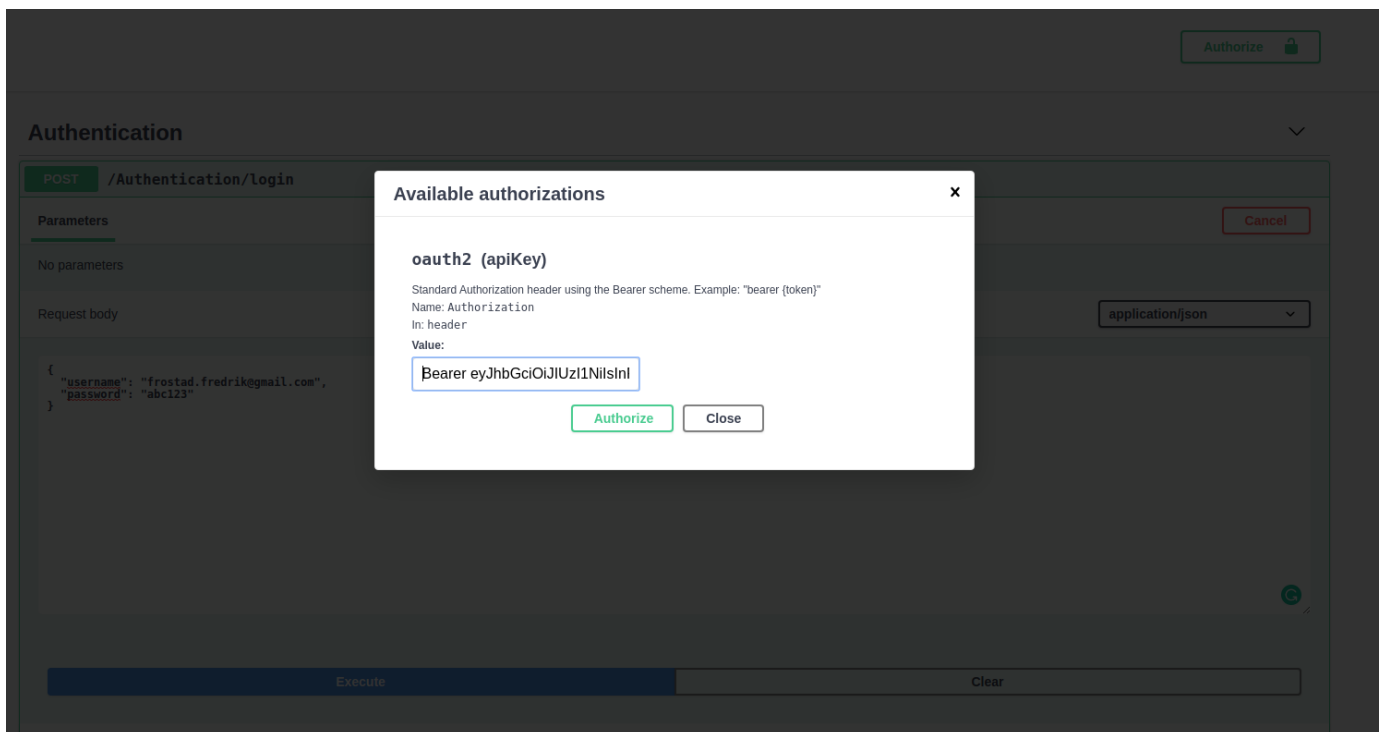 Authorize
Authentication
POST /Authentication/login
Parameters
Cancel
No parameters
Request body
application/json
{
"username": "frostad.fredrik@gmail.com",
"password": "abc123"
}
Execute
Clear
Available authorizations
x
oauth2 (apiKey)
Standard Authorization header using the Bearer scheme. Example: "bearer {token}"
Name: Authorization
In: header
Value:
Bearer eyJhbGciOiJIUzI1NiIsInI
Authorize
Close